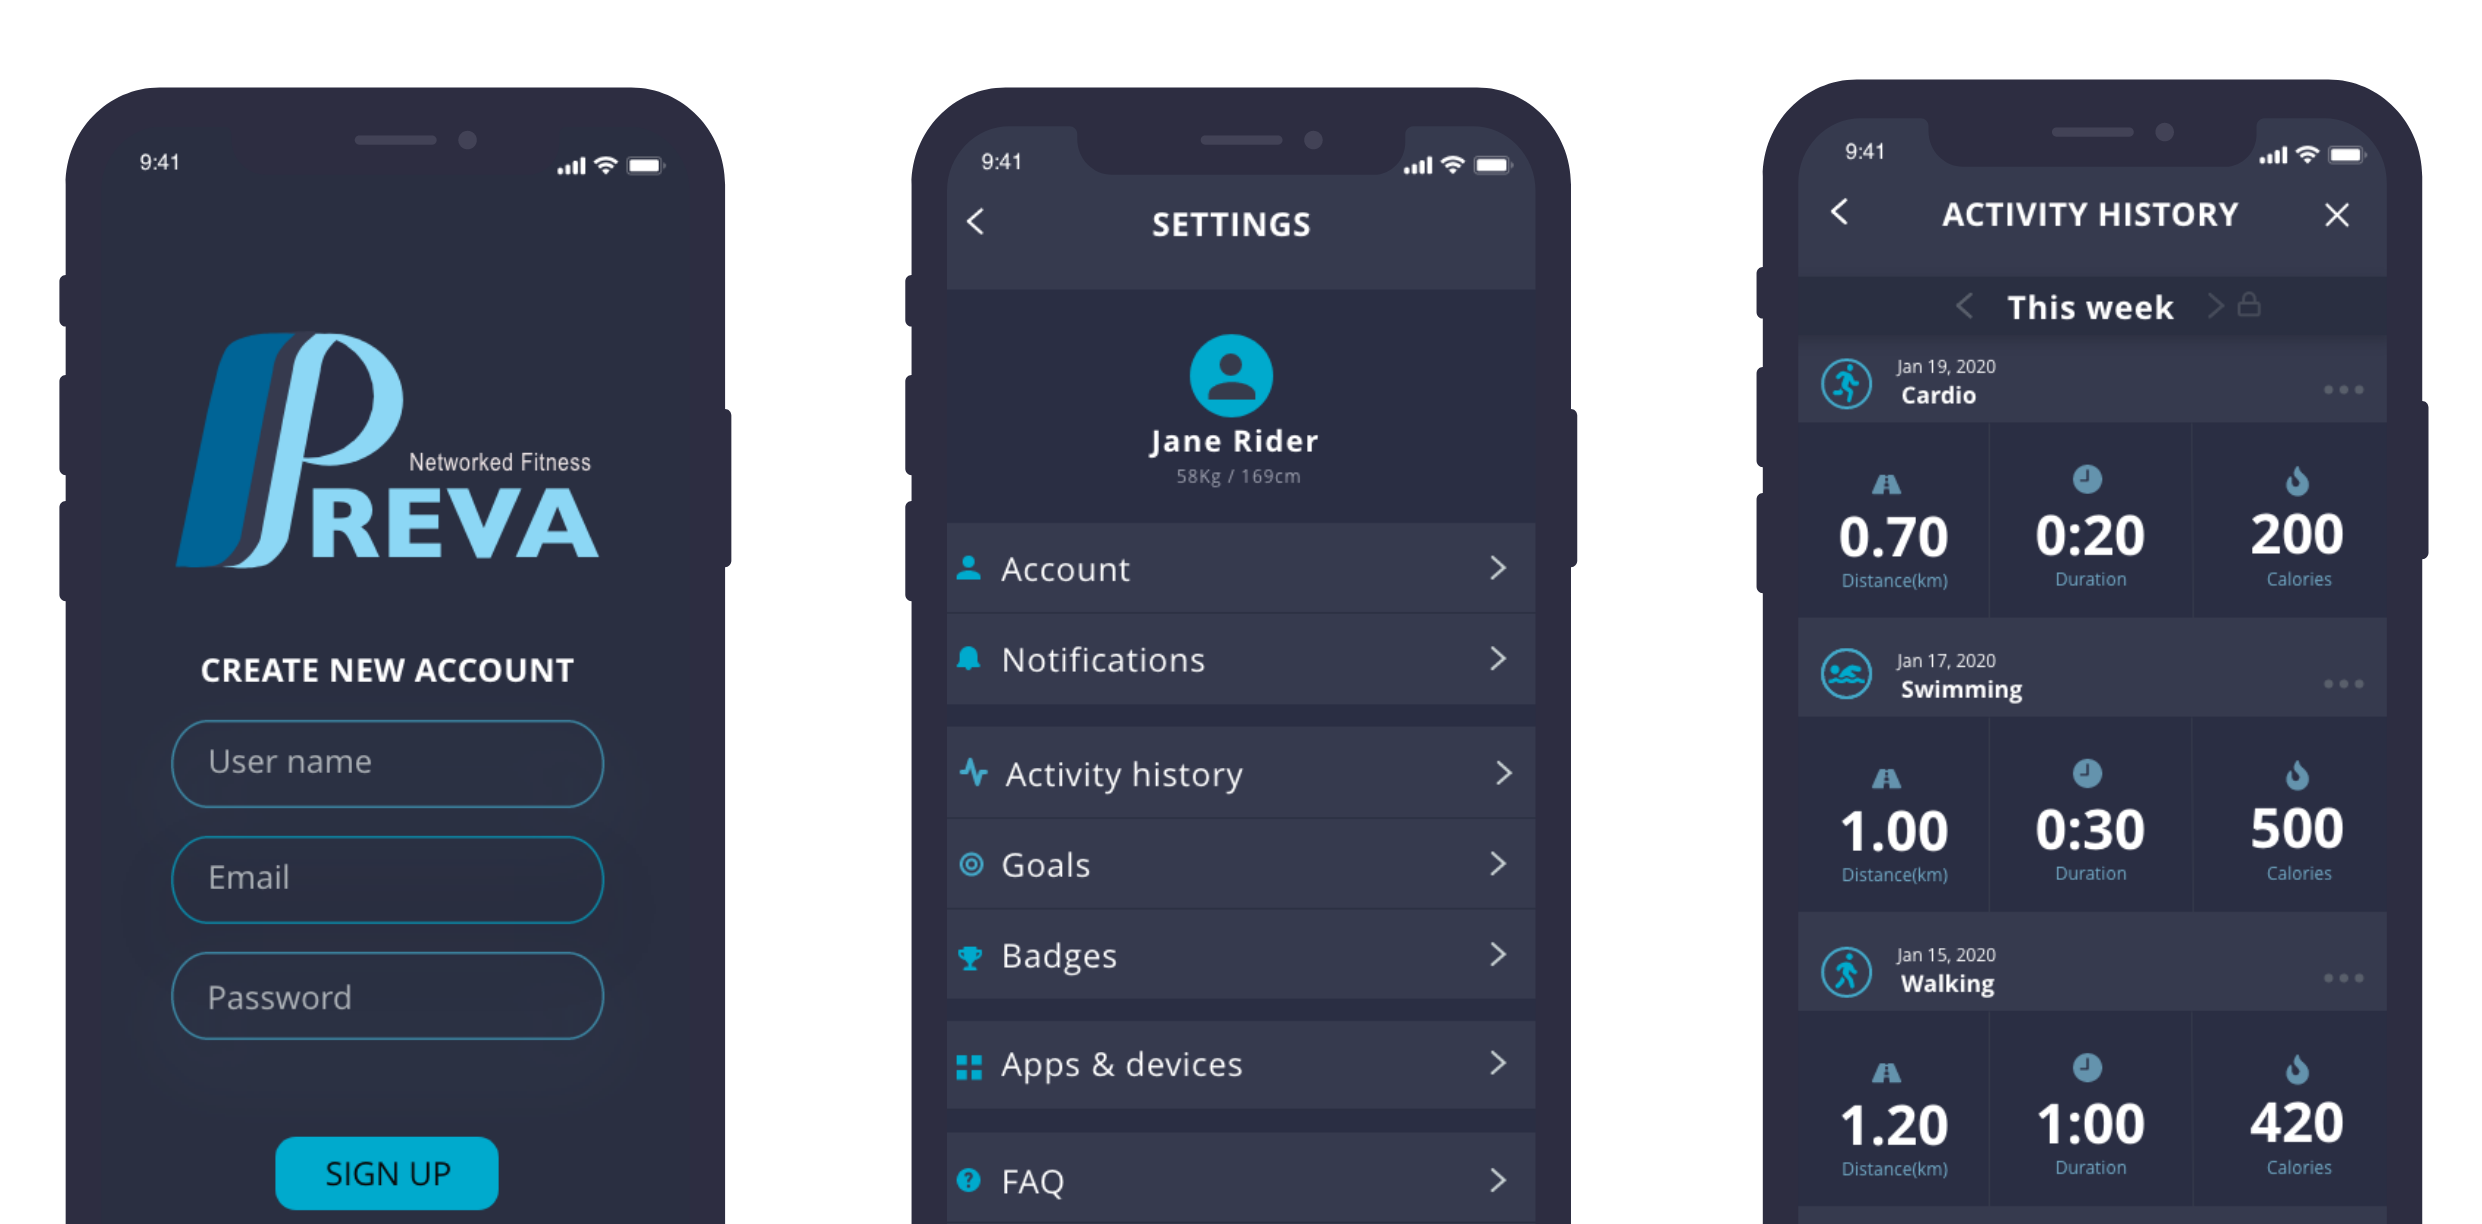 9:41
Networked Fitness
PREVA
CREATE NEW ACCOUNT
User name
Email
Password
SIGN UP
9:41
SETTINGS
Jane Rider
58Kg / 169cm
Account
Notifications
Activity history
Goals
Badges
Apps & devices
FAQ
9:41
ACTIVITY HISTORY
This week
Jan 19, 2020
Cardio
0.70 0:20 200
Distance(km) Duration Calories
Jan 17, 2020
Swimming
1.00 0:30 500
Distance(km) Duration Calories
Jan 15, 2020
Walking
1.20 1:00 420
Distance(km) Duration Calories